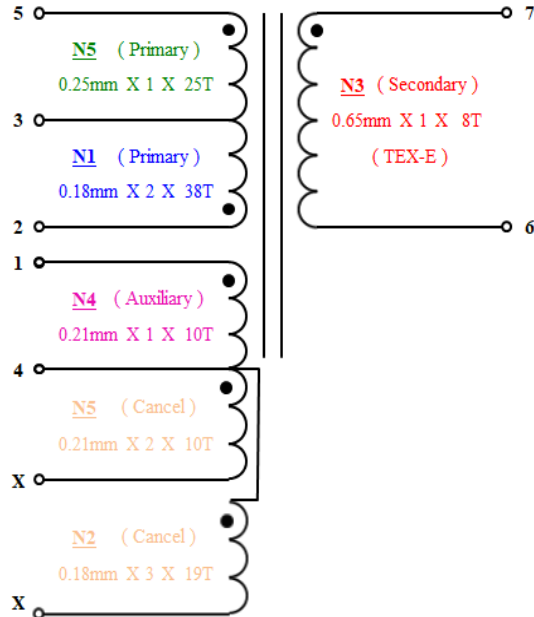 5
7
N5 ( Primary )
0.25mm X 1 X 25T
N3 ( Secondary )
0.65mm X 1 X 8T
( TEX-E )
3
N1 ( Primary )
0.18mm X 2 X 38T
2
6
1
N4 ( Auxiliary )
0.21mm X 1 X 10T
4
N5 ( Cancel )
0.21mm X 2 X 10T
X
N2 ( Cancel )
0.18mm X 3 X 19T
X